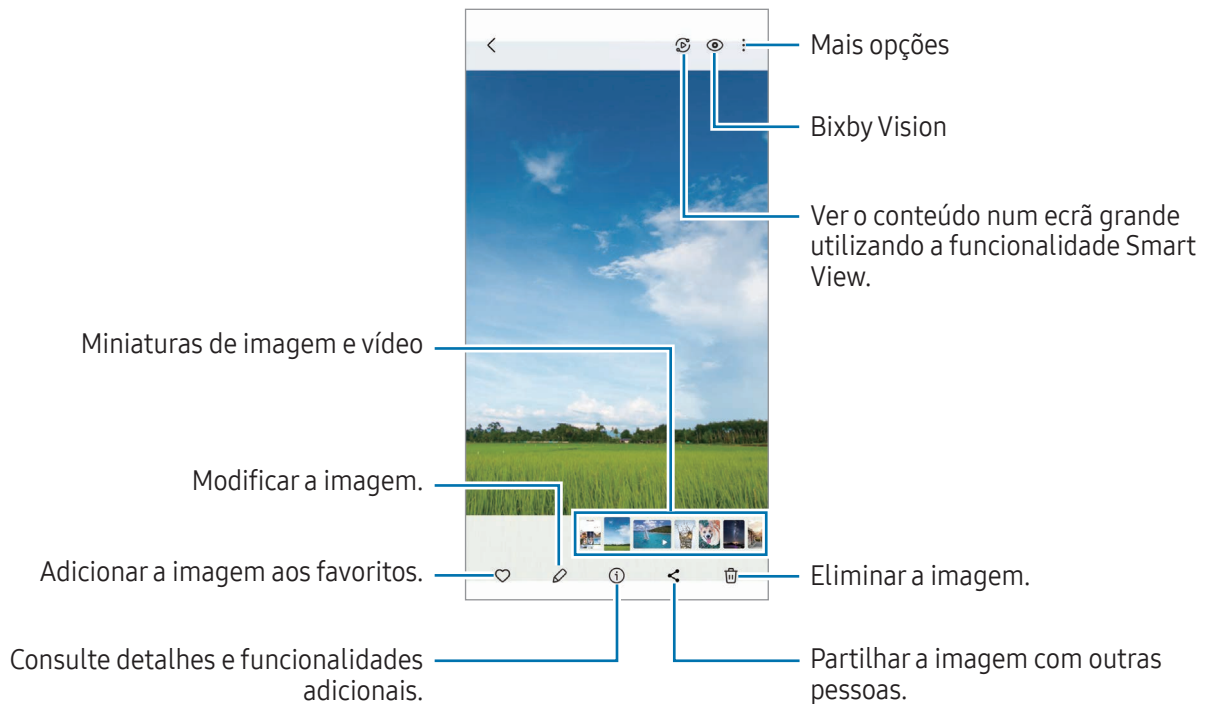 Mais opções
Bixby Vision
Ver o conteúdo num ecrã grande
utilizando a funcionalidade Smart
View.
Miniaturas de imagem e vídeo
Modificar a imagem.
Adicionar a imagem aos favoritos.
Eliminar a imagem.
Consulte detalhes e funcionalidades
adicionais.
Partilhar a imagem com outras
pessoas.